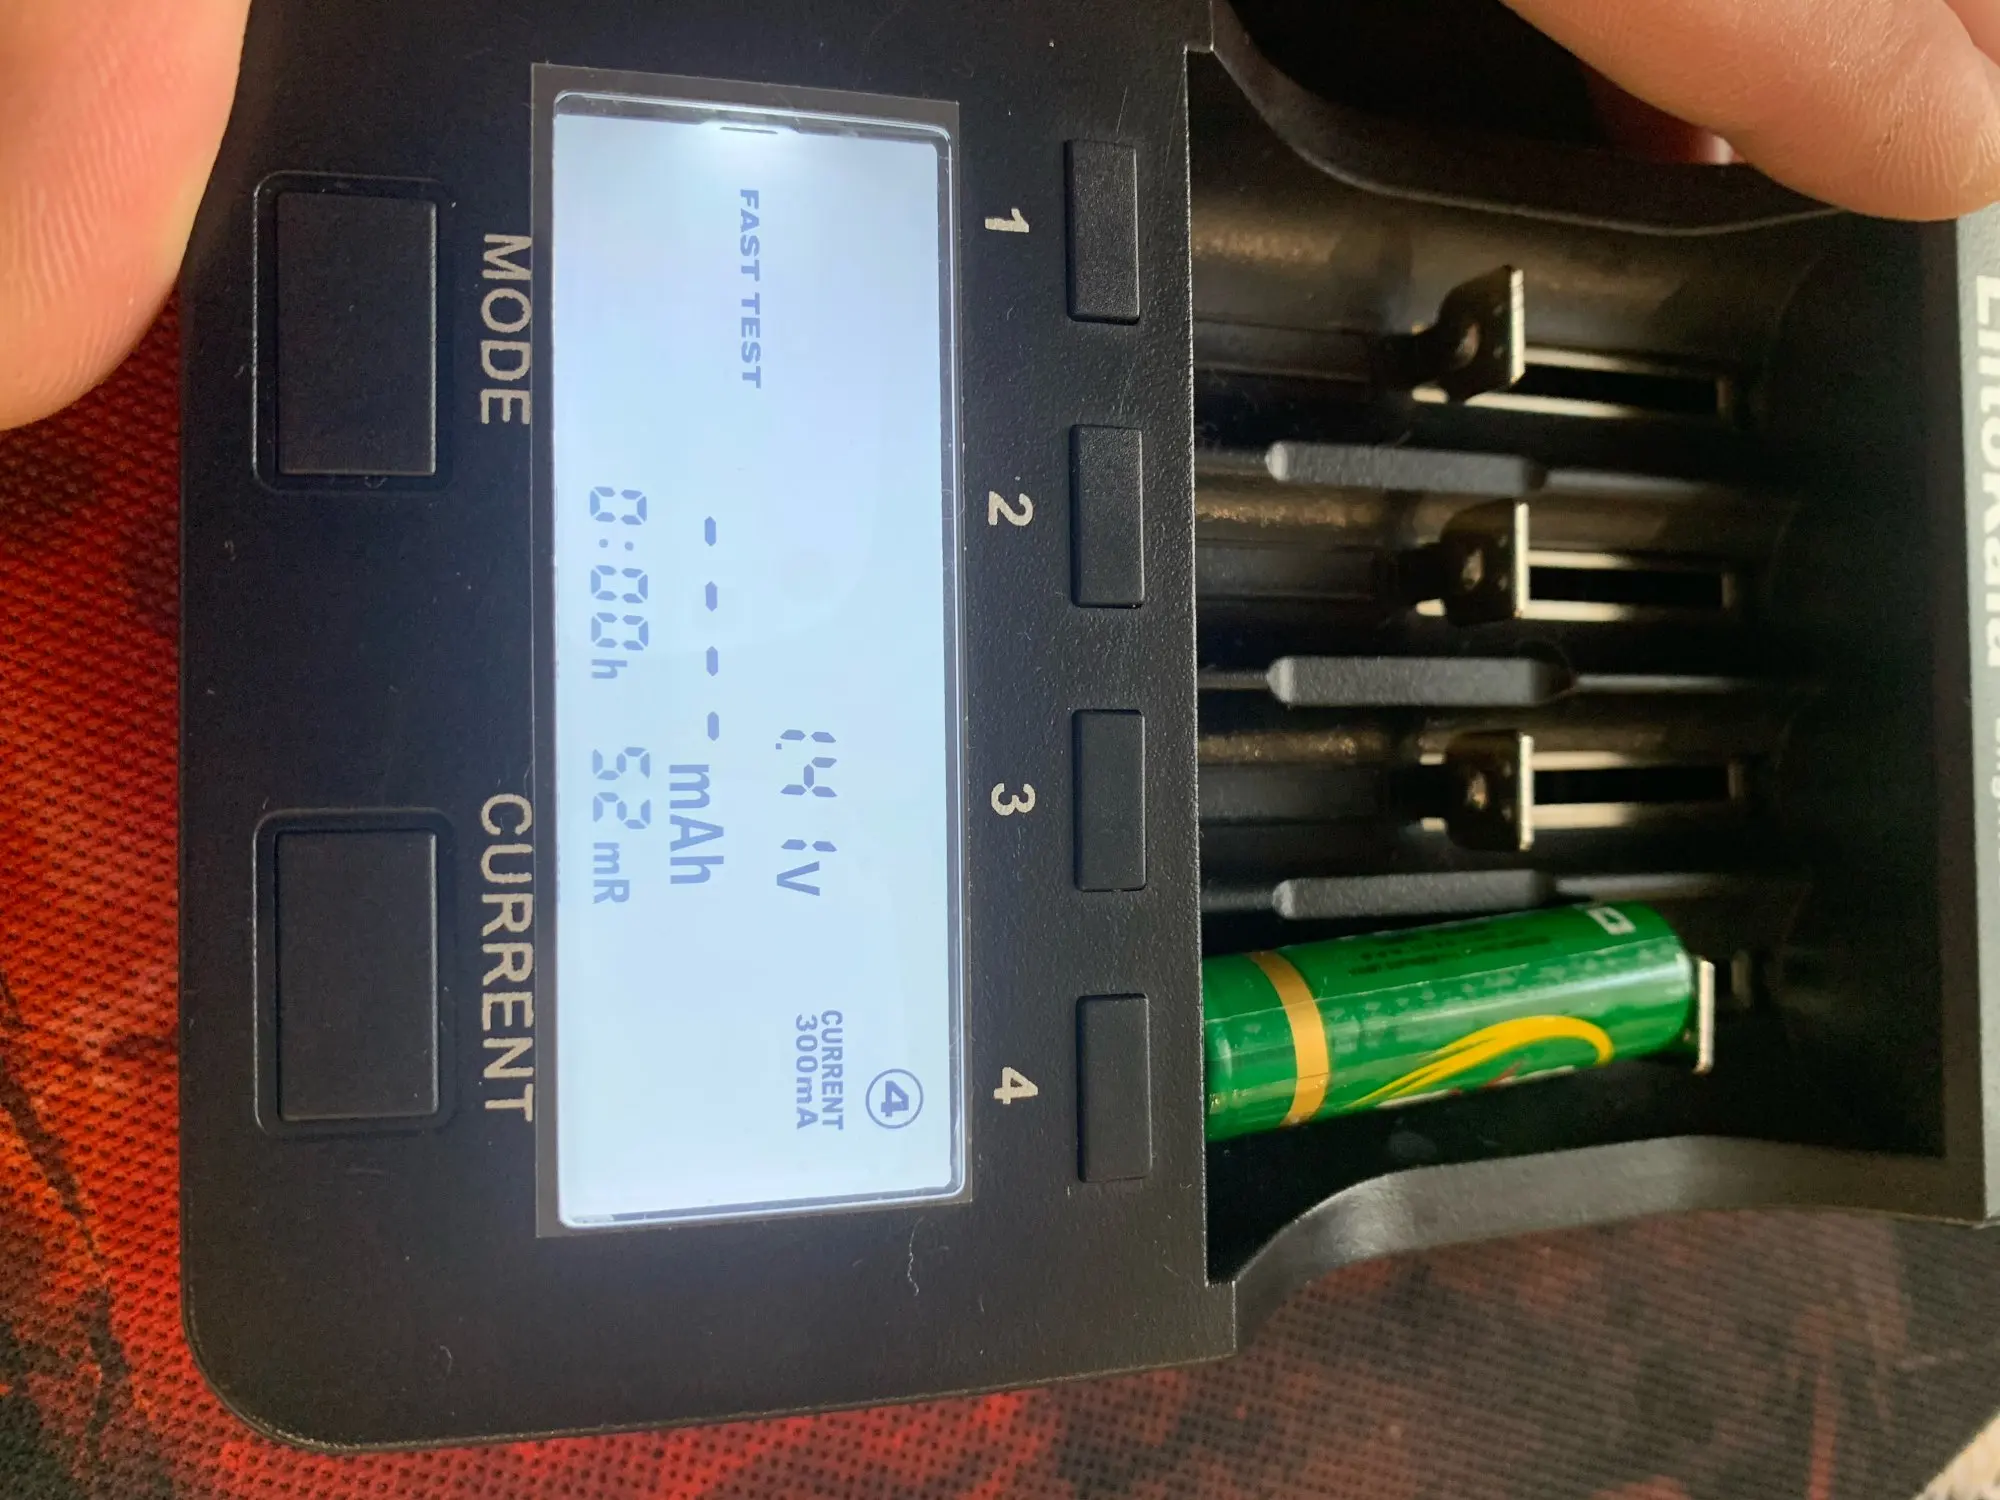 LiitoKala
1 2 3 4
④
CURRENT
1.41V 300mA
FAST TEST
----mAh
0:00h 52mR
MODE CURRENT